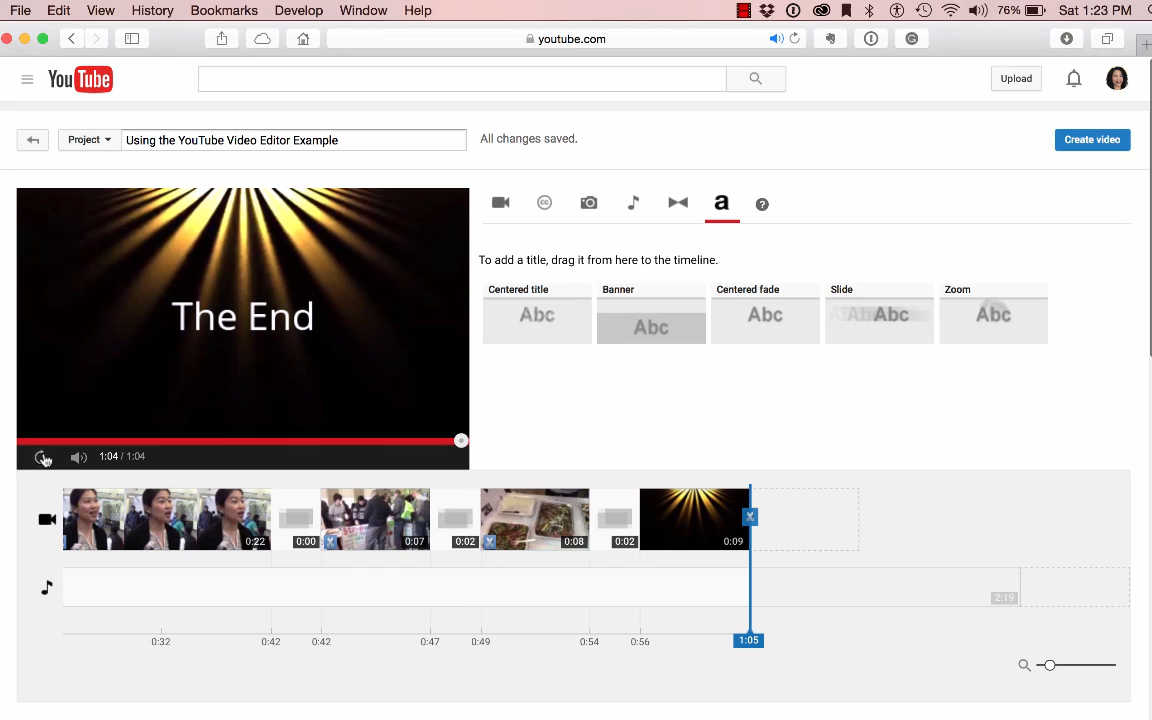 File Edit View History Bookmarks Develop Window Help 76% Sat 1:23 PM
youtube.com
YouTube Upload
Project Using the YouTube Video Editor Example All changes saved. Create video
CC a ?
To add a title, drag it from here to the timeline.
Centered title Banner Centered fade Slide Zoom
Abc Abc Abc Abc Abc
The End
1:04 / 1:04
0:22 0:00 0:07 0:02 0:08 0:02 0:09
2:19
0:32 0:42 0:42 0:47 0:49 0:54 0:56 1:05